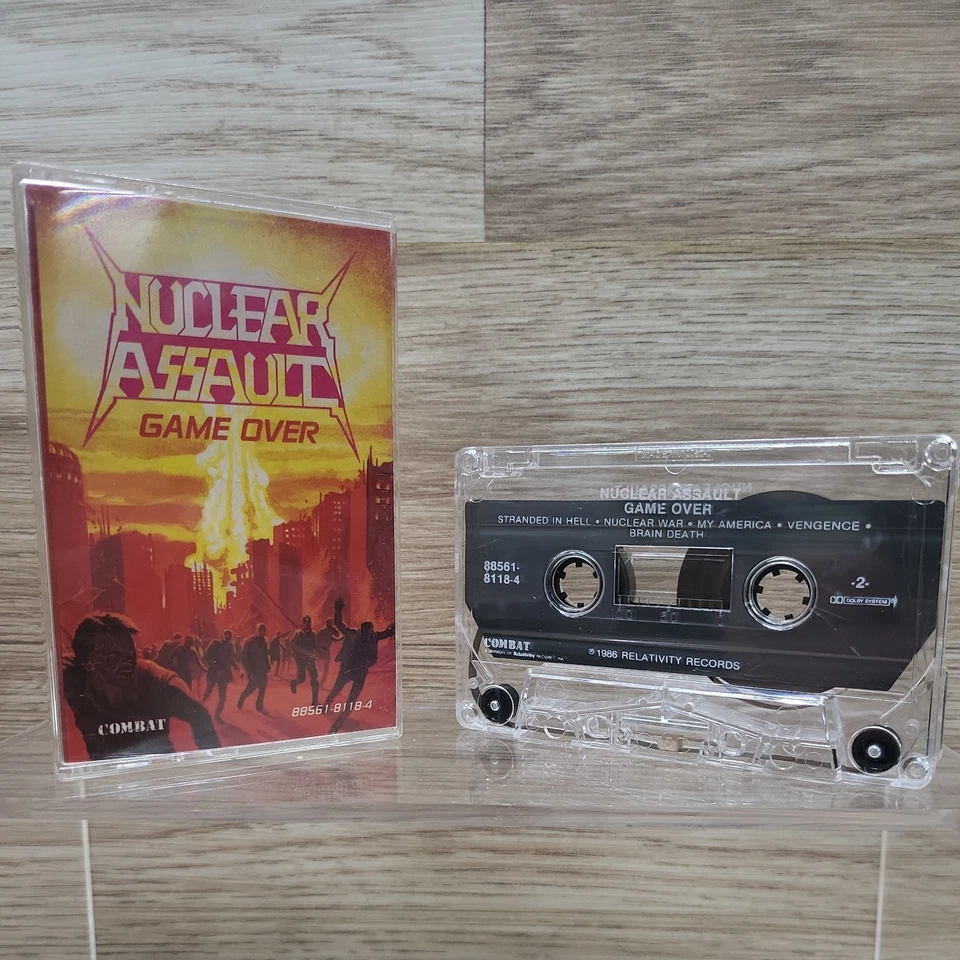 NUCLEAR
ASSAULT
GAME OVER
COMBAT
88561-8118-4
NUCLEAR ASSAULT
GAME OVER
STRANDED IN HELL • NUCLEAR WAR • MY AMERICA • VENGENCE •
BRAIN DEATH
88561-
8118-4
-2-
DOLBY SYSTEM
COMBAT
℗ 1986 RELATIVITY RECORDS